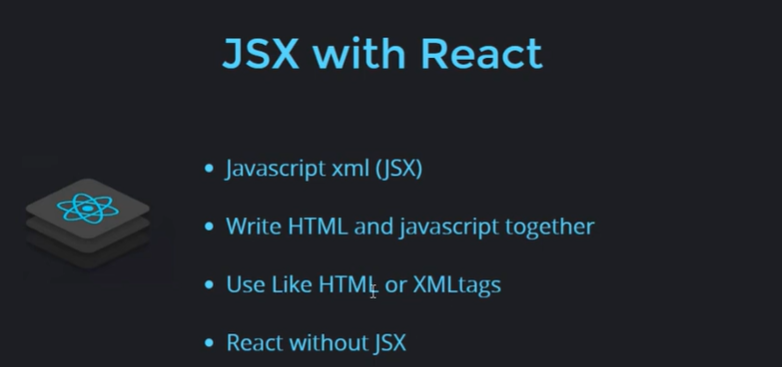 JSX with React
• Javascript xml (JSX)
• Write HTML and javascript together
• Use Like HTML or XMLtags
• React without JSX